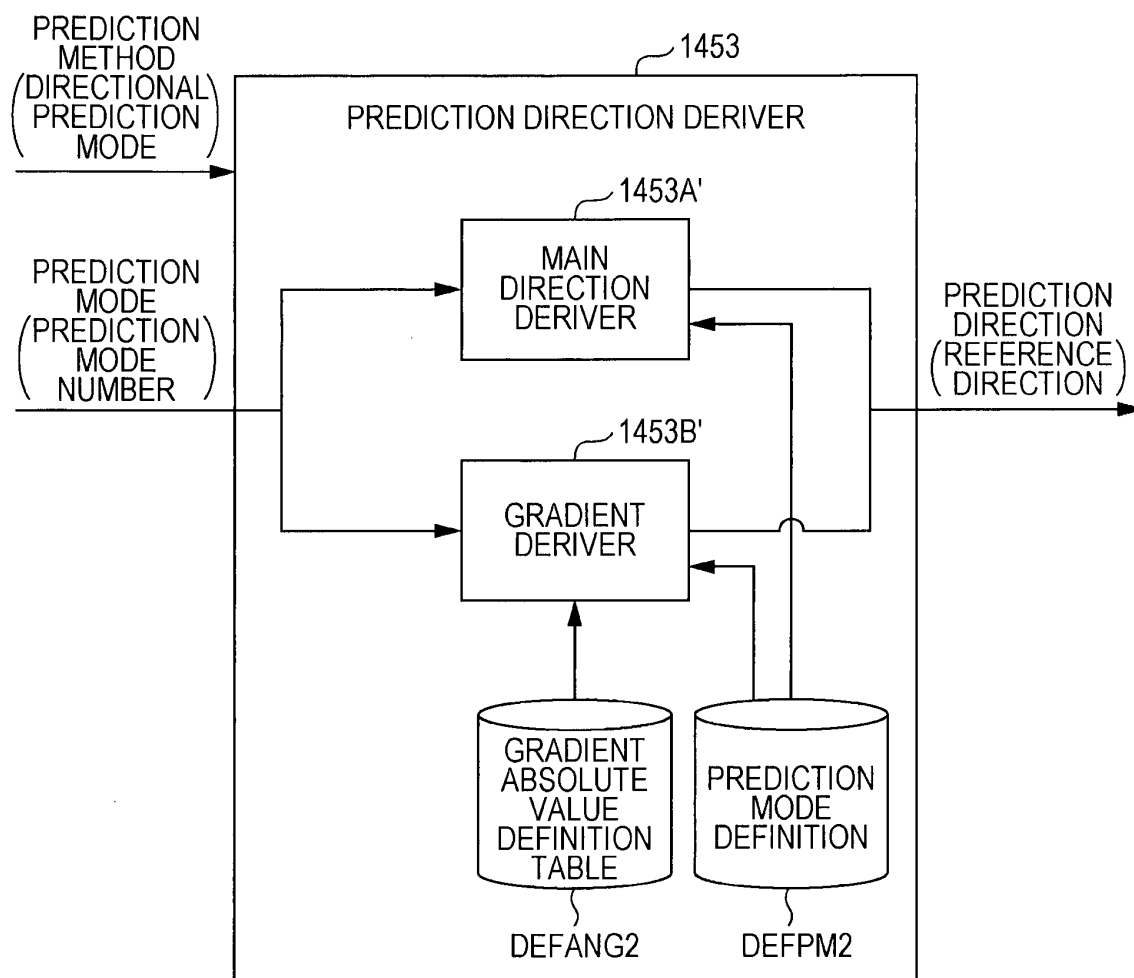 PREDICTION
METHOD
(DIRECTIONAL
PREDICTION
MODE)
1453
PREDICTION DIRECTION DERIVER
1453A'
MAIN
DIRECTION
DERIVER
PREDICTION
MODE
(PREDICTION
MODE
NUMBER)
PREDICTION
DIRECTION
(REFERENCE
DIRECTION)
1453B'
GRADIENT
DERIVER
GRADIENT
ABSOLUTE
VALUE
DEFINITION
TABLE
PREDICTION
MODE
DEFINITION
DEFANG2
DEFPM2